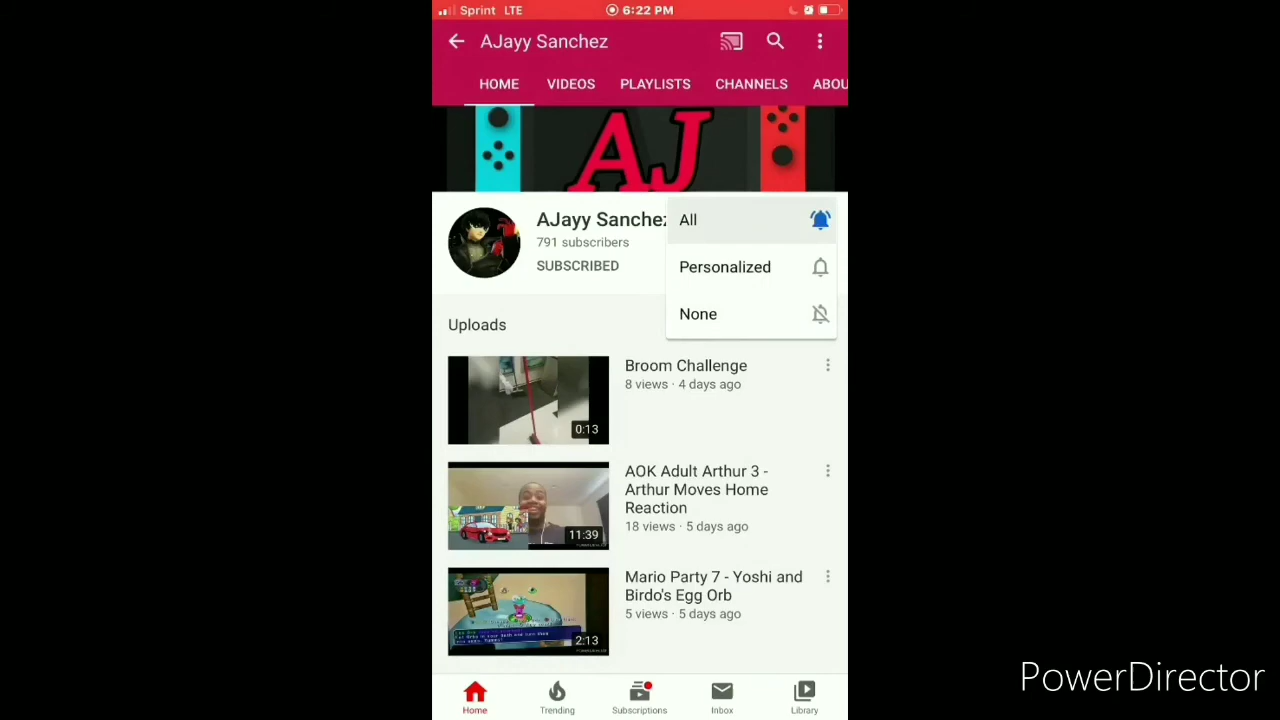 Sprint LTE 6:22 PM
AJayy Sanchez
HOME VIDEOS PLAYLISTS CHANNELS ABOU
AJ
AJayy Sanchez
791 subscribers
SUBSCRIBED
All
Personalized
None
Uploads
Broom Challenge
8 views · 4 days ago
0:13
AOK Adult Arthur 3 -
Arthur Moves Home
Reaction
18 views · 5 days ago
11:39
Mario Party 7 - Yoshi and
Birdo's Egg Orb
5 views · 5 days ago
2:13
Home Trending Subscriptions Inbox Library
PowerDirector